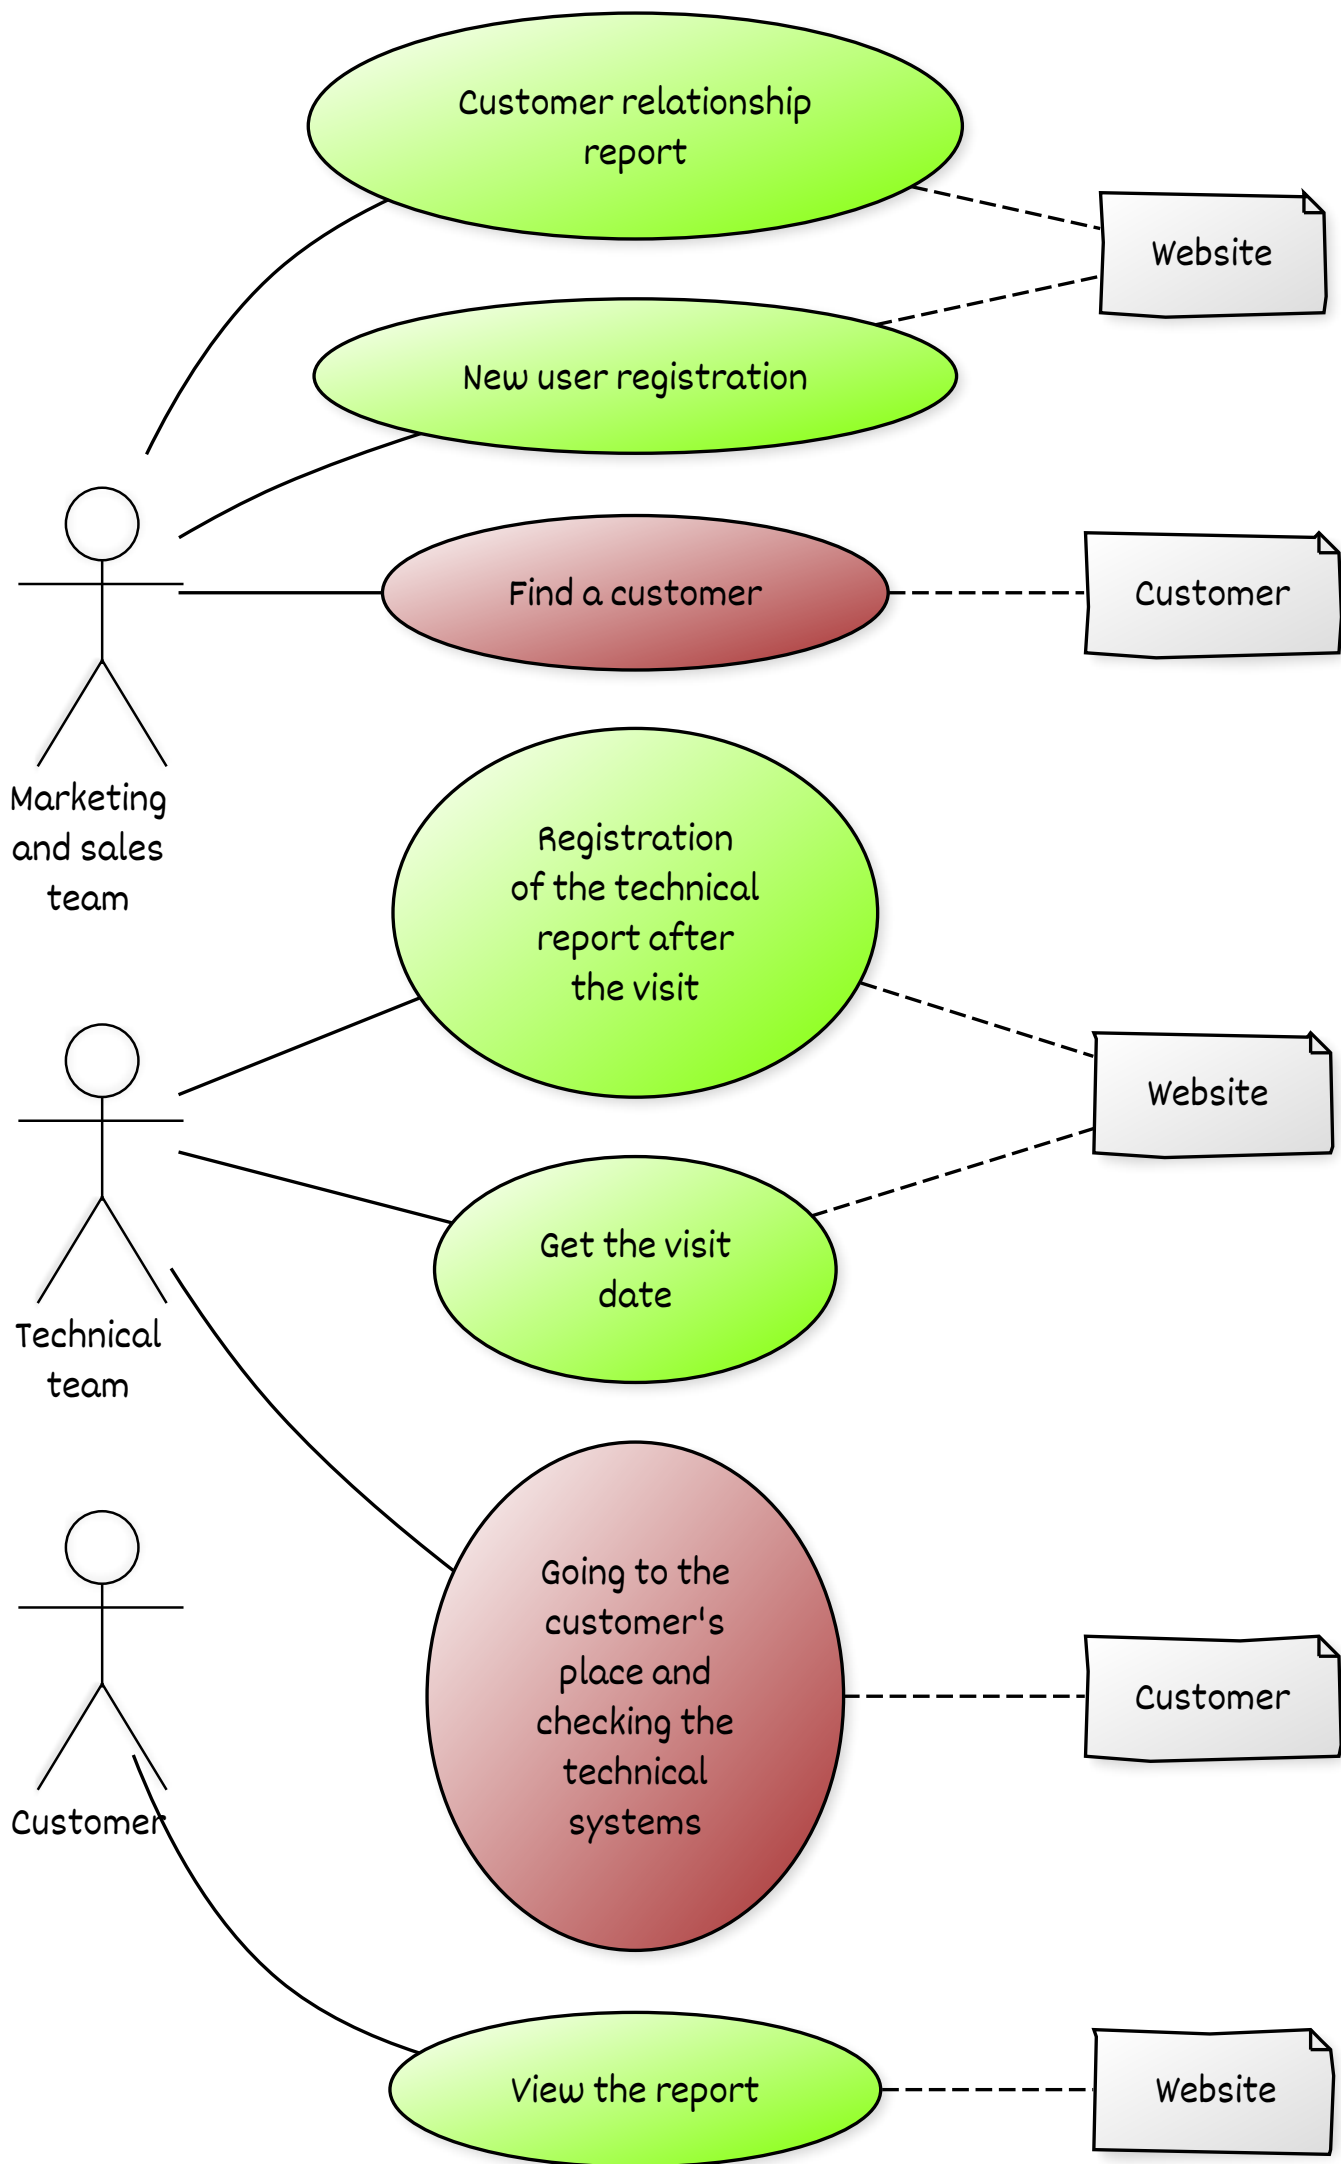 Customer relationship
report
Website
New user registration
Find a customer
Customer
Marketing
and sales
team
Registration
of the technical
report after
the visit
Website
Get the visit
date
Technical
team
Going to the
customer's
place and
checking the
technical
systems
Customer
Customer
View the report
Website